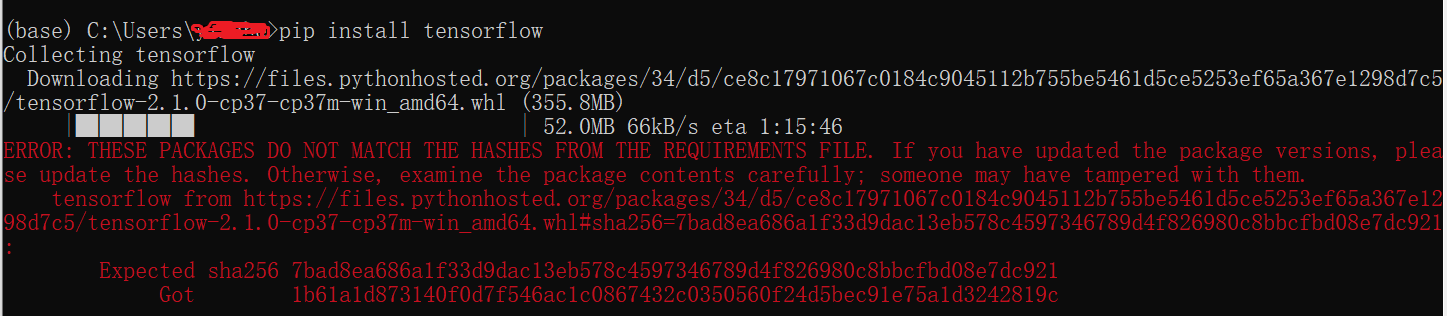 (base) C:\Users\>pip install tensorflow
Collecting tensorflow
Downloading https://files.pythonhosted.org/packages/34/d5/ce8c17971067c0184c9045112b755be5461d5ce5253ef65a367e1298d7c5
/tensorflow-2.1.0-cp37-cp37m-win_amd64.whl (355.8MB)
| 52.0MB 66kB/s eta 1:15:46
ERROR: THESE PACKAGES DO NOT MATCH THE HASHES FROM THE REQUIREMENTS FILE. If you have updated the package versions, plea
se update the hashes. Otherwise, examine the package contents carefully; someone may have tampered with them.
tensorflow from https://files.pythonhosted.org/packages/34/d5/ce8c17971067c0184c9045112b755be5461d5ce5253ef65a367e12
98d7c5/tensorflow-2.1.0-cp37-cp37m-win_amd64.whl#sha256=7bad8ea686a1f33d9dac13eb578c4597346789d4f826980c8bbcfbd08e7dc921
:
Expected sha256 7bad8ea686a1f33d9dac13eb578c4597346789d4f826980c8bbcfbd08e7dc921
Got 1b61a1d873140f0d7f546ac1c0867432c0350560f24d5bec91e75a1d3242819c